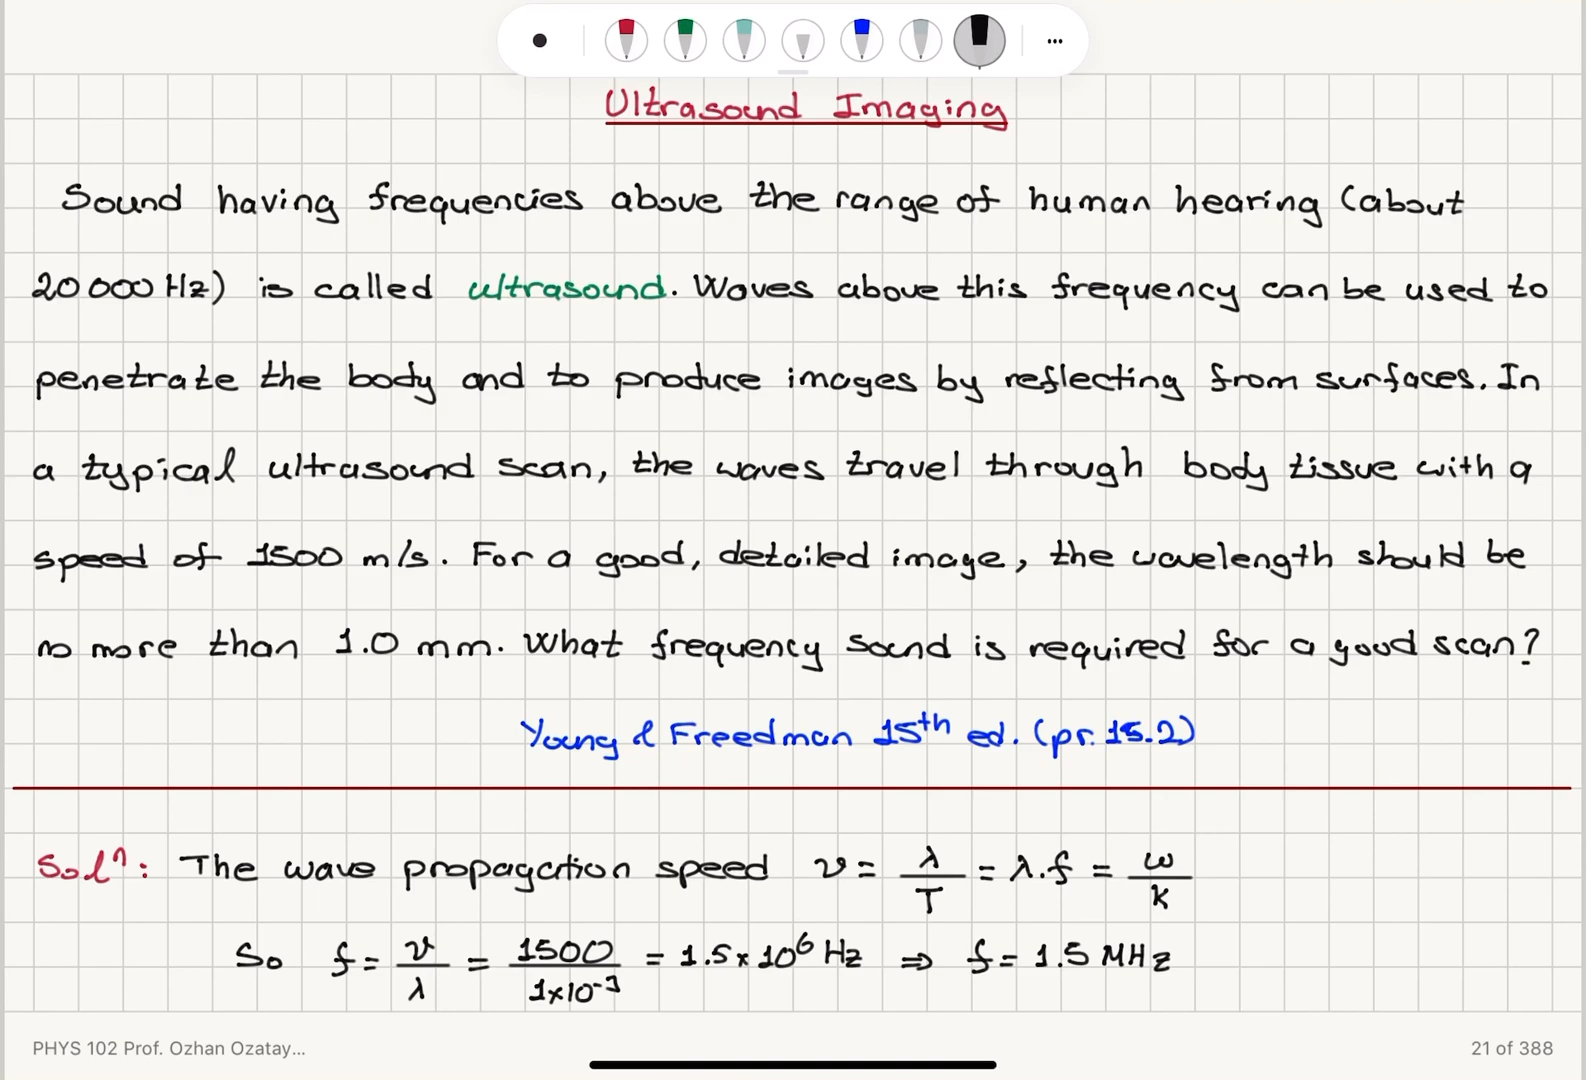 Ultrasound Imaging
Sound having frequencies above the range of human hearing (about
20 000 Hz) is called ultrasound. Waves above this frequency can be used to
penetrate the body and to produce images by reflecting from surfaces. In
a typical ultrasound scan, the waves travel through body tissue with a
speed of 1500 m/s. For a good, detailed image, the wavelength should be
no more than 1.0 mm. What frequency sound is required for a good scan?
Young & Freedman 15th ed. (pr. 15.2)
Solⁿ: The wave propagation speed v = λ/T = λ.f = ω/k
So f = v/λ = 1500/1×10⁻³ = 1.5×10⁶ Hz ⇒ f = 1.5 MHz
PHYS 102 Prof. Ozhan Ozatay...
21 of 388